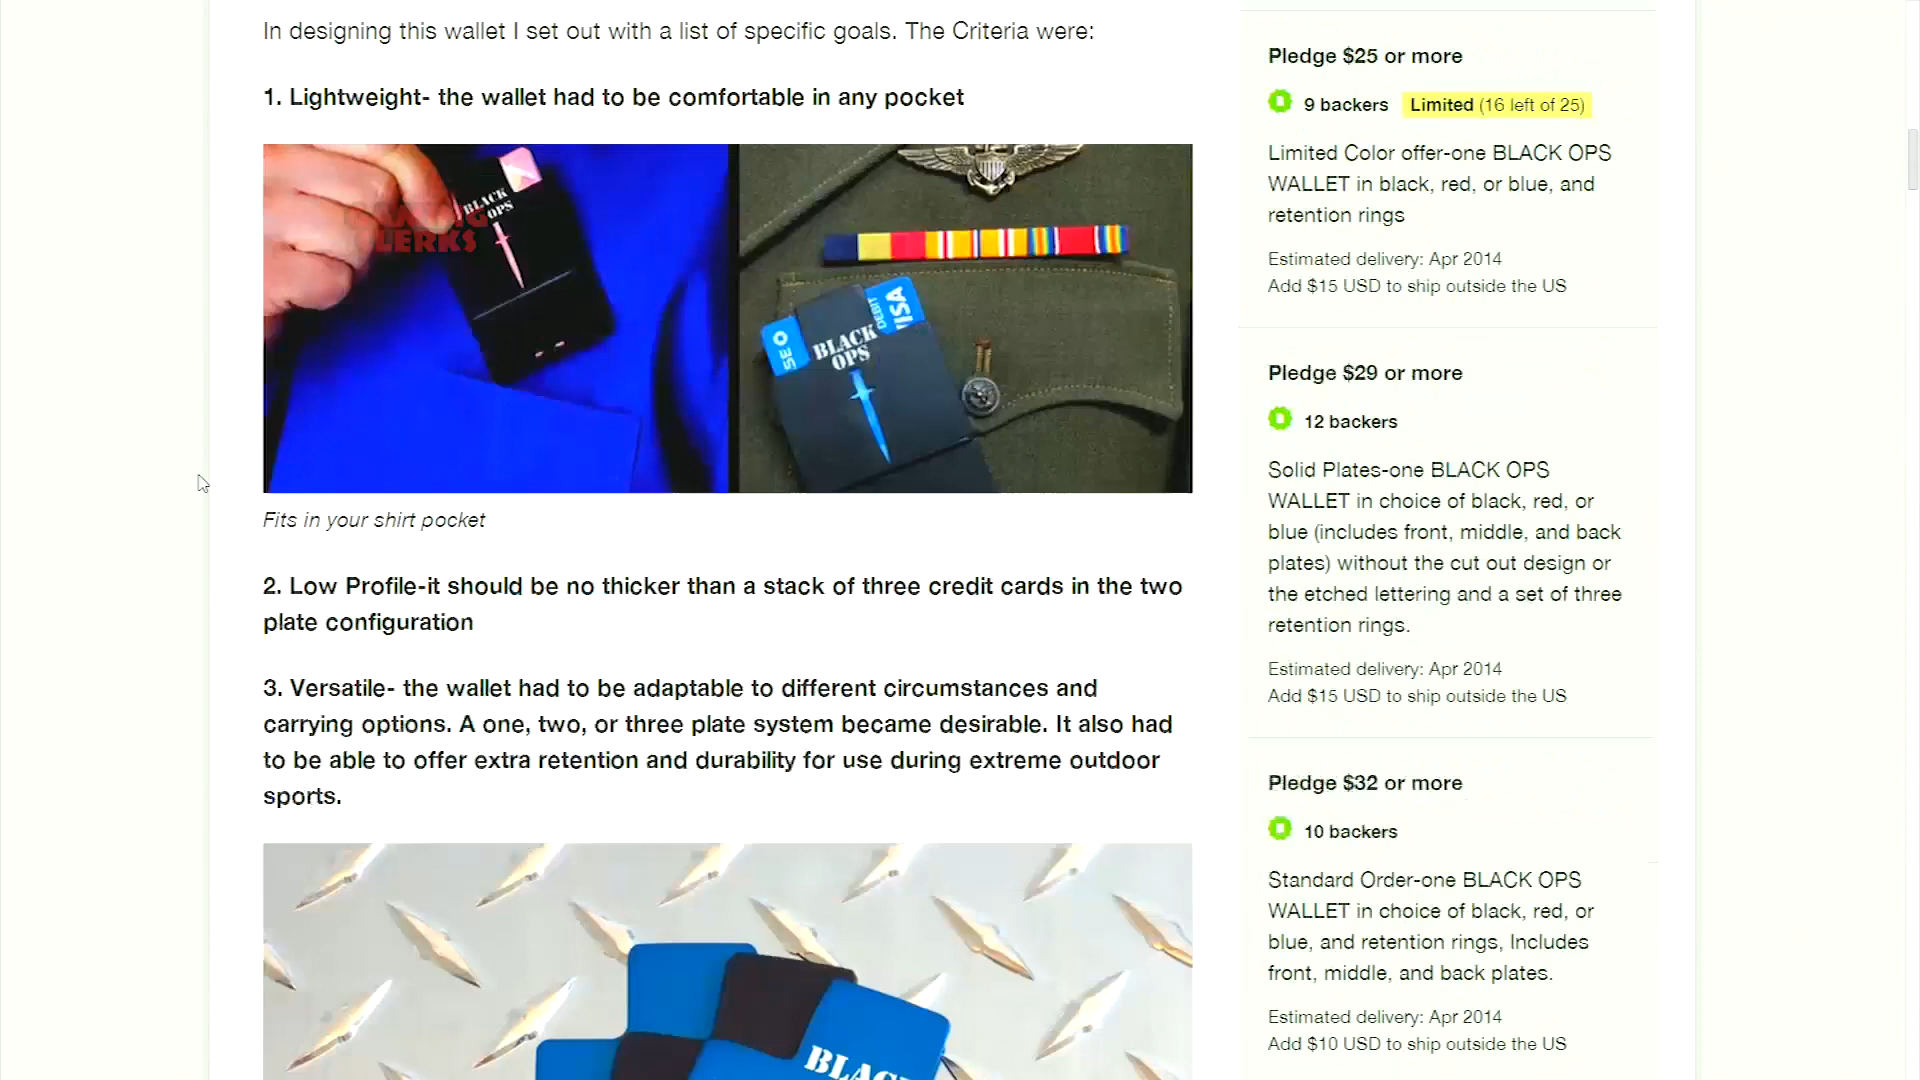 In designing this wallet I set out with a list of specific goals. The Criteria were:
1. Lightweight- the wallet had to be comfortable in any pocket
BLACK
OPS
CLERKS
SEO
DEBIT
VISA
BLACK
OPS
Fits in your shirt pocket
2. Low Profile-it should be no thicker than a stack of three credit cards in the two
plate configuration
3. Versatile- the wallet had to be adaptable to different circumstances and
carrying options. A one, two, or three plate system became desirable. It also had
to be able to offer extra retention and durability for use during extreme outdoor
sports.
Pledge $25 or more
9 backers Limited (16 left of 25)
Limited Color offer-one BLACK OPS
WALLET in black, red, or blue, and
retention rings
Estimated delivery: Apr 2014
Add $15 USD to ship outside the US
Pledge $29 or more
12 backers
Solid Plates-one BLACK OPS
WALLET in choice of black, red, or
blue (includes front, middle, and back
plates) without the cut out design or
the etched lettering and a set of three
retention rings.
Estimated delivery: Apr 2014
Add $15 USD to ship outside the US
Pledge $32 or more
10 backers
Standard Order-one BLACK OPS
WALLET in choice of black, red, or
blue, and retention rings, Includes
front, middle, and back plates.
Estimated delivery: Apr 2014
Add $10 USD to ship outside the US